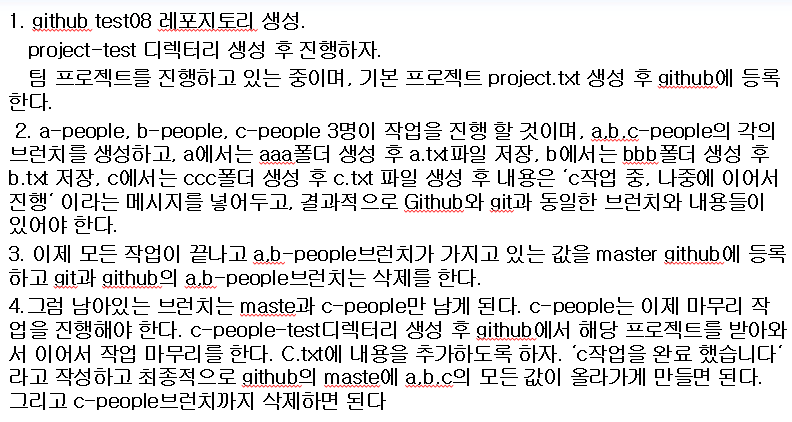 1. github test08 레포지토리 생성.
project-test 디렉터리 생성 후 진행하자.
팀 프로젝트를 진행하고 있는 중이며, 기본 프로젝트 project.txt 생성 후 github에 등록
한다.
2. a-people, b-people, c-people 3명이 작업을 진행 할 것이며, a,b,c-people의 각의
브런치를 생성하고, a에서는 aaa폴더 생성 후 a.txt파일 저장, b에서는 bbb폴더 생성 후
b.txt 저장, c에서는 ccc폴더 생성 후 c.txt 파일 생성 후 내용은 ‘c작업 중, 나중에 이어서
진행’ 이라는 메시지를 넣어두고, 결과적으로 Github와 git과 동일한 브런치와 내용들이
있어야 한다.
3. 이제 모든 작업이 끝나고 a,b-people브런치가 가지고 있는 값을 master github에 등록
하고 git과 github의 a,b-people브런치는 삭제를 한다.
4.그럼 남아있는 브런치는 maste과 c-people만 남게 된다. c-people는 이제 마무리 작
업을 진행해야 한다. c-people-test디렉터리 생성 후 github에서 해당 프로젝트를 받아와
서 이어서 작업 마무리를 한다. C.txt에 내용을 추가하도록 하자. ‘c작업을 완료 했습니다’
라고 작성하고 최종적으로 github의 maste에 a,b,c의 모든 값이 올라가게 만들면 된다.
그리고 c-people브런치까지 삭제하면 된다